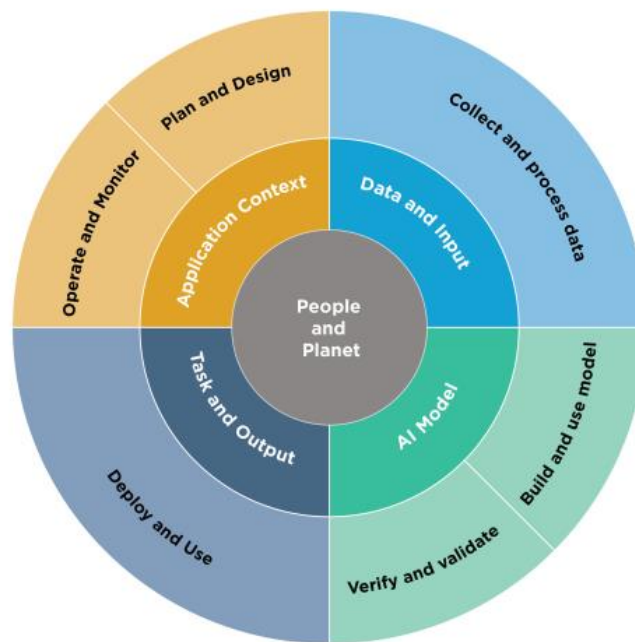 Plan and Design
Collect and process data
Operate and Monitor
Application Context
Data and Input
People
and
Planet
Task and Output
AI Model
Build and use model
Deploy and Use
Verify and validate